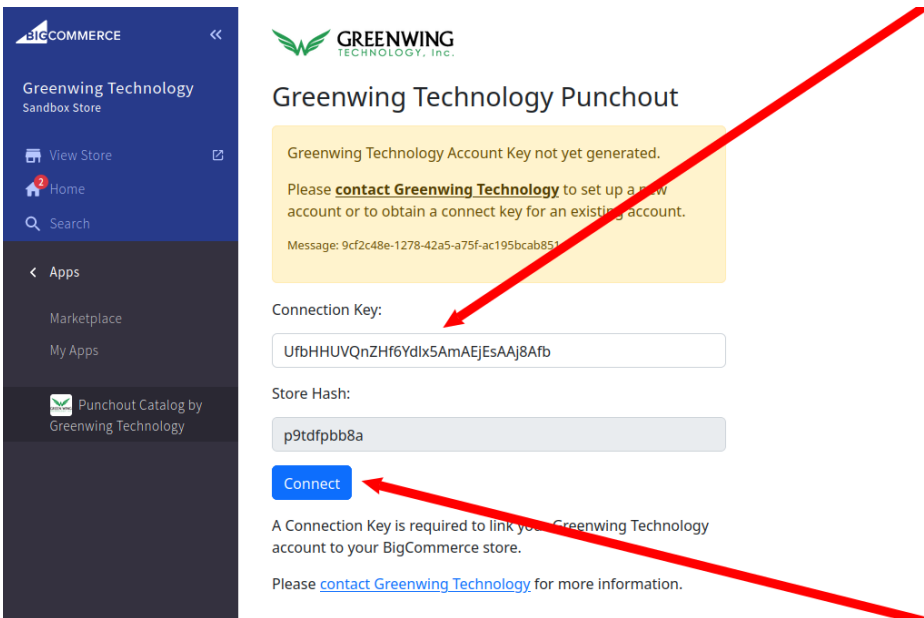 BIGCOMMERCE
Greenwing Technology
Sandbox Store
View Store
2
Home
Search
Apps
Marketplace
My Apps
Punchout Catalog by
Greenwing Technology
GREENWING
TECHNOLOGY, Inc.
Greenwing Technology Punchout
Greenwing Technology Account Key not yet generated.
Please contact Greenwing Technology to set up a new
account or to obtain a connect key for an existing account.
Message: 9cf2c48e-1278-42a5-a75f-ac195bcab851
Connection Key:
UfbHHUVQnZHf6YdIx5AmAEjEsAAj8Afb
Store Hash:
p9tdfpbb8a
Connect
A Connection Key is required to link your Greenwing Technology
account to your BigCommerce store.
Please contact Greenwing Technology for more information.